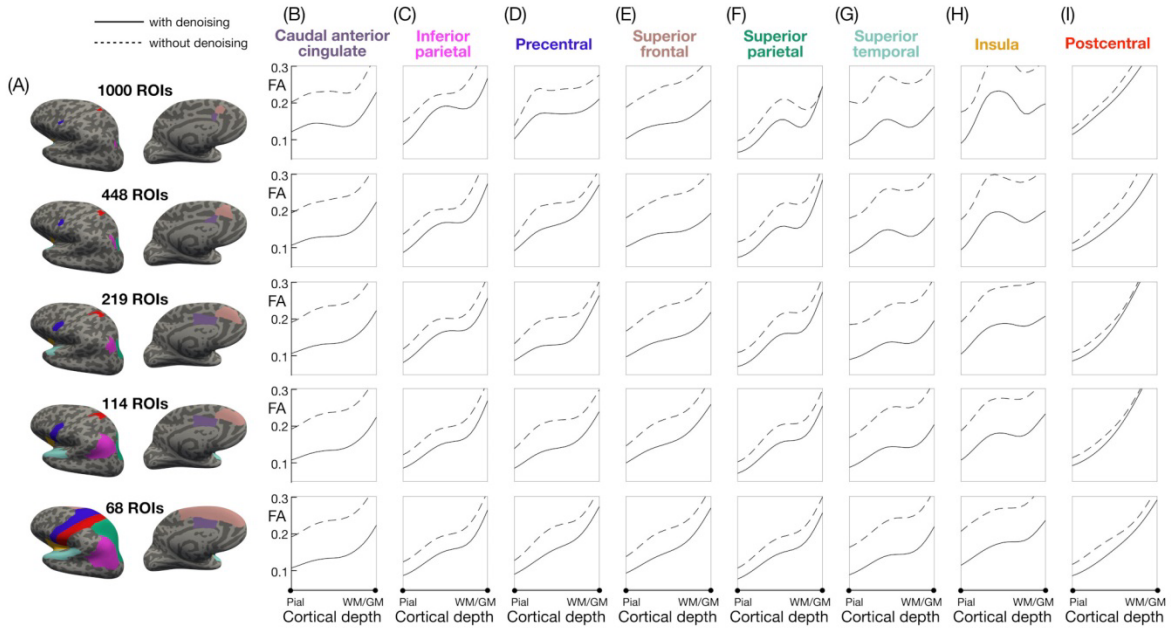 with denoising
without denoising
(A)
(B) (C) (D) (E) (F) (G) (H) (I)
Caudal anterior cingulate
Inferior parietal
Precentral
Superior frontal
Superior parietal
Superior temporal
Insula
Postcentral
1000 ROIs
0.3
FA
0.2
0.1
448 ROIs
0.3
FA
0.2
0.1
219 ROIs
0.3
FA
0.2
0.1
114 ROIs
0.3
FA
0.2
0.1
68 ROIs
0.3
FA
0.2
0.1
Pial WM/GM Pial WM/GM Pial WM/GM Pial WM/GM Pial WM/GM Pial WM/GM Pial WM/GM Pial WM/GM
Cortical depth Cortical depth Cortical depth Cortical depth Cortical depth Cortical depth Cortical depth Cortical depth